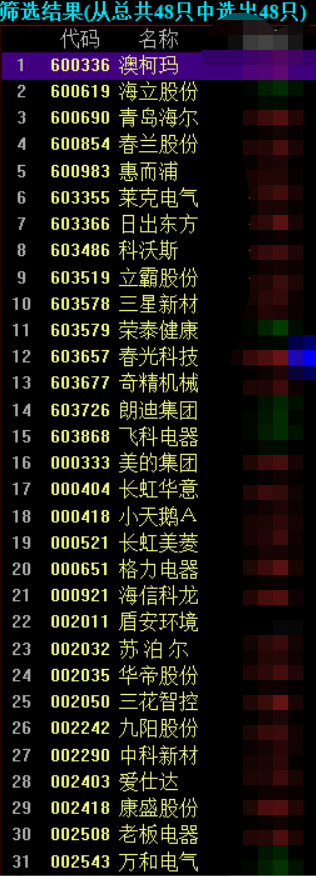 筛选结果(从总共48只中选出48只)
代码 名称
1 600336 澳柯玛
2 600619 海立股份
3 600690 青岛海尔
4 600854 春兰股份
5 600983 惠而浦
6 603355 莱克电气
7 603366 日出东方
8 603486 科沃斯
9 603519 立霸股份
10 603578 三星新材
11 603579 荣泰健康
12 603657 春光科技
13 603677 奇精机械
14 603726 朗迪集团
15 603868 飞科电器
16 000333 美的集团
17 000404 长虹华意
18 000418 小天鹅A
19 000521 长虹美菱
20 000651 格力电器
21 000921 海信科龙
22 002011 盾安环境
23 002032 苏泊尔
24 002035 华帝股份
25 002050 三花智控
26 002242 九阳股份
27 002290 中科新材
28 002403 爱仕达
29 002418 康盛股份
30 002508 老板电器
31 002543 万和电气